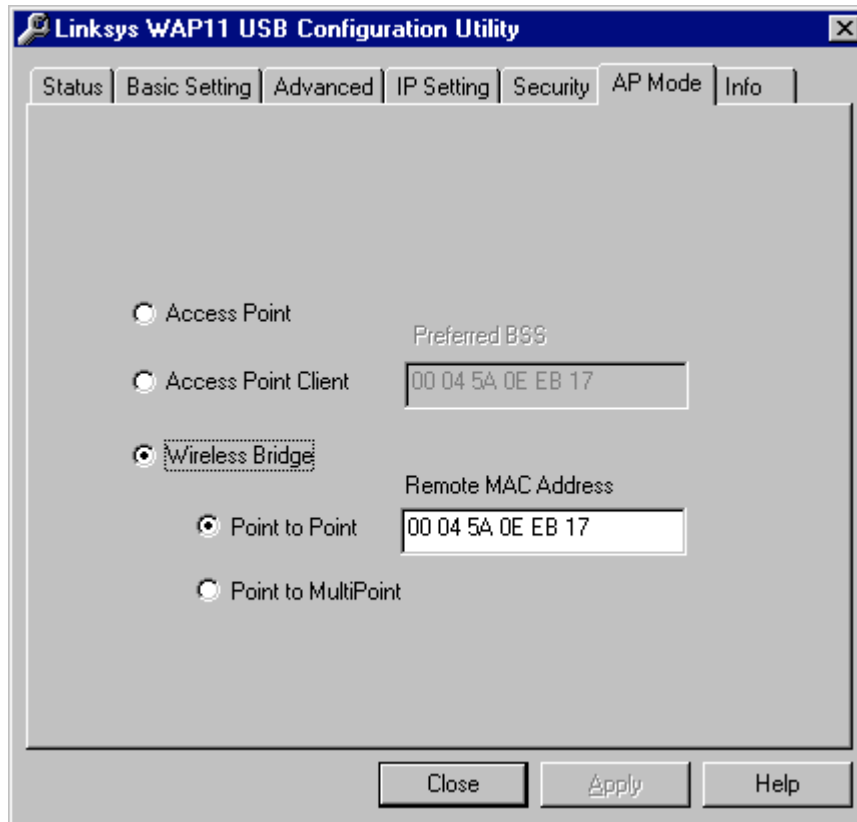 Linksys WAP11 USB Configuration Utility
Status Basic Setting Advanced IP Setting Security AP Mode Info
Access Point
Preferred BSS
Access Point Client 00 04 5A 0E EB 17
Wireless Bridge
Remote MAC Address
Point to Point 00 04 5A 0E EB 17
Point to MultiPoint
Close Apply Help